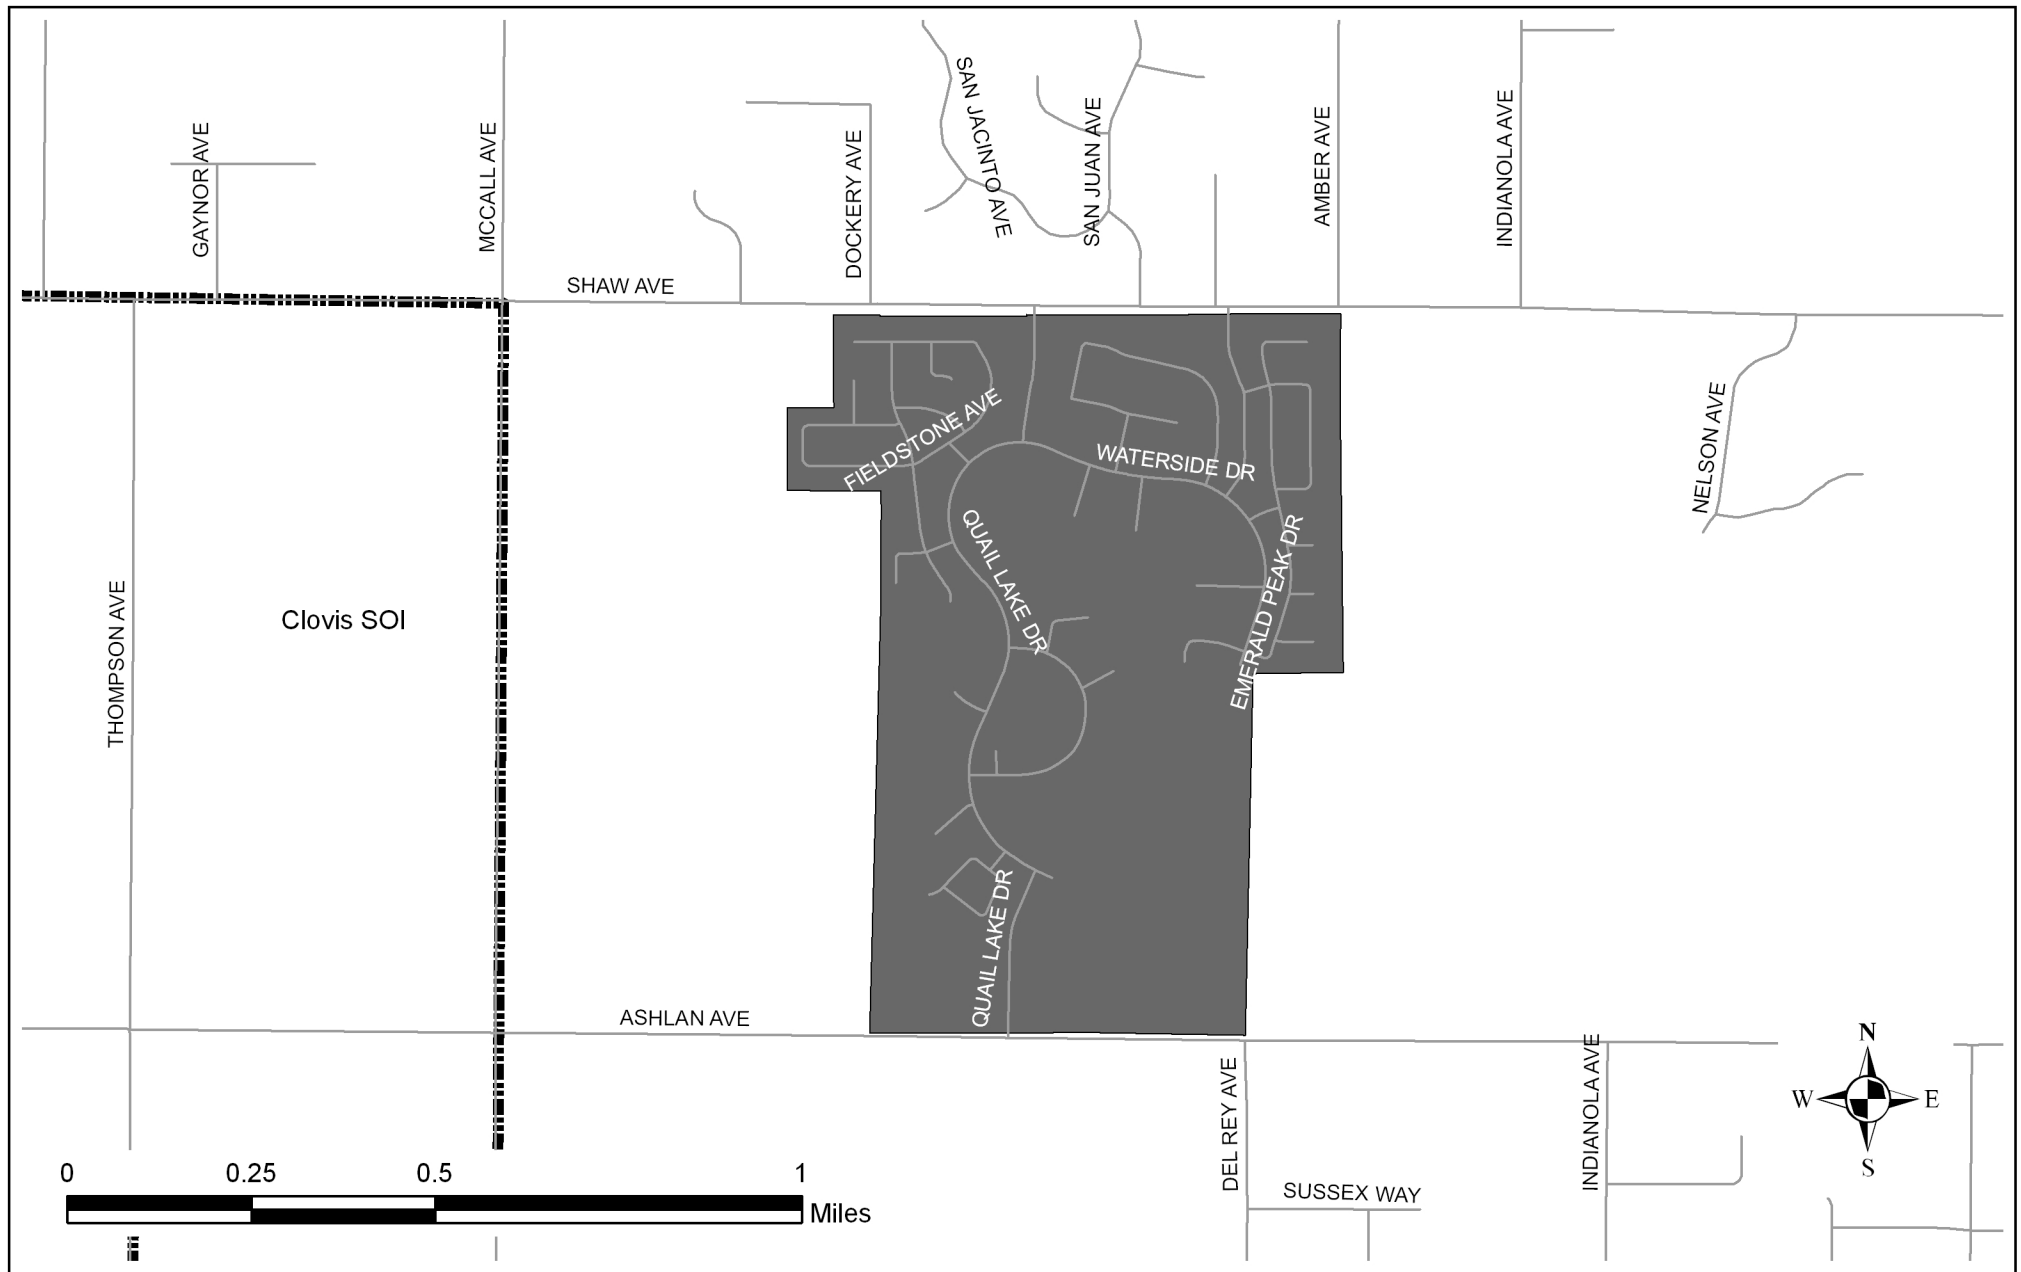 SAN JACINTO AVE
SAN JUAN AVE
GAYNOR AVE
MCCALL AVE
DOCKERY AVE
AMBER AVE
INDIANOLA AVE
SHAW AVE
FIELDSTONE AVE
WATERSIDE DR
NELSON AVE
QUAIL LAKE DR
EMERALD PEAK DR
THOMPSON AVE
Clovis SOI
QUAIL LAKE DR
ASHLAN AVE
N
W E
S
DEL REY AVE
INDIANOLA AVE
SUSSEX WAY
0 0.25 0.5 1
Miles